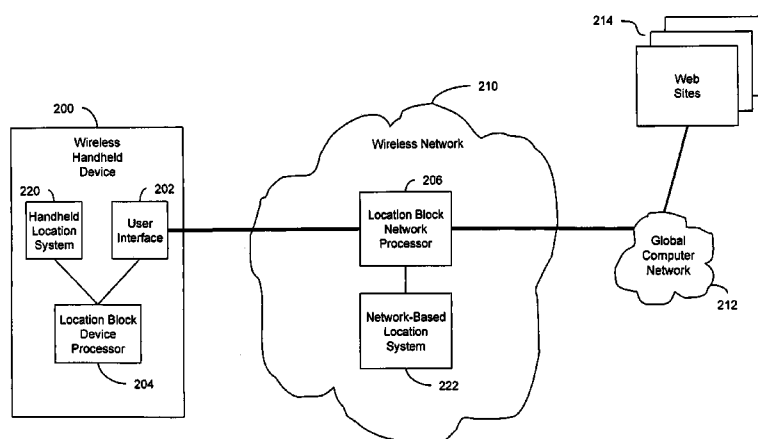 214
Web
Sites
210
200
Wireless
Handheld
Device
Wireless Network
220
202
206
Handheld
Location
System
User
Interface
Location Block
Network
Processor
Global
Computer
Network
212
Location Block
Device
Processor
204
Network-Based
Location
System
222